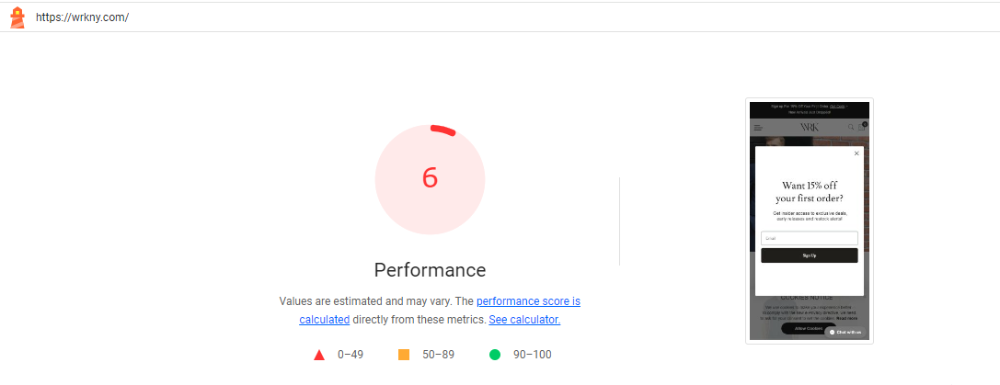 https://wrkny.com/
6
Performance
Values are estimated and may vary. The performance score is
calculated directly from these metrics. See calculator.
0–49
50–89
90–100
WRK
Want 15% off
your first order?
Get insider access to exclusive deals,
early releases and restock alerts!
Email
Sign Up
COOKIES NOTICE
Read more
Allow Cookies
Chat with us